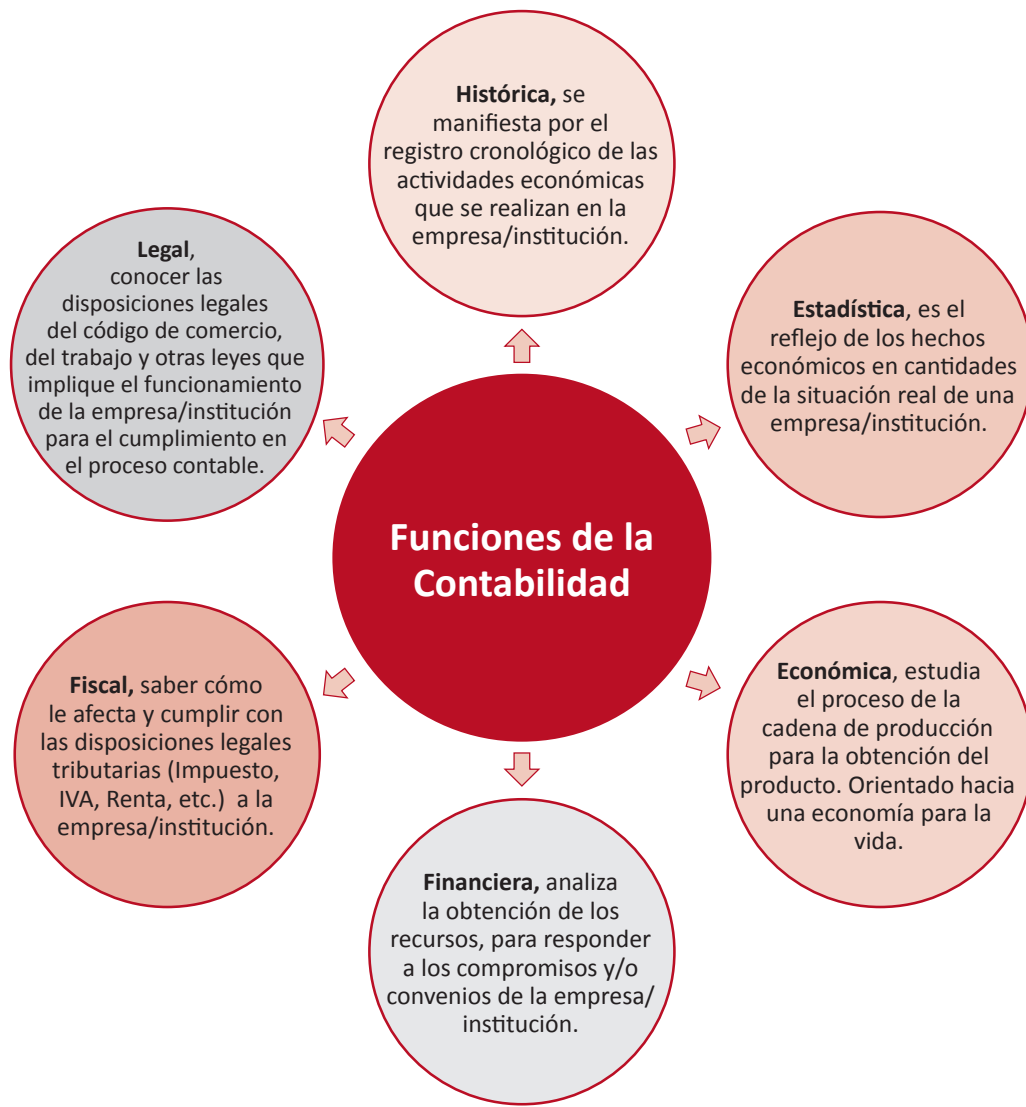 Histórica, se
manifiesta por el
registro cronológico de las
actividades económicas
que se realizan en la
empresa/institución.
Legal,
conocer las
disposiciones legales
del código de comercio,
del trabajo y otras leyes que
implique el funcionamiento
de la empresa/institución
para el cumplimiento en
el proceso contable.
Estadística, es el
reflejo de los hechos
económicos en cantidades
de la situación real de una
empresa/institución.
Funciones de la
Contabilidad
Fiscal, saber cómo
le afecta y cumplir con
las disposiciones legales
tributarias (Impuesto,
IVA, Renta, etc.) a la
empresa/institución.
Económica, estudia
el proceso de la
cadena de producción
para la obtención del
producto. Orientado hacia
una economía para la
vida.
Financiera, analiza
la obtención de los
recursos, para responder
a los compromisos y/o
convenios de la empresa/
institución.